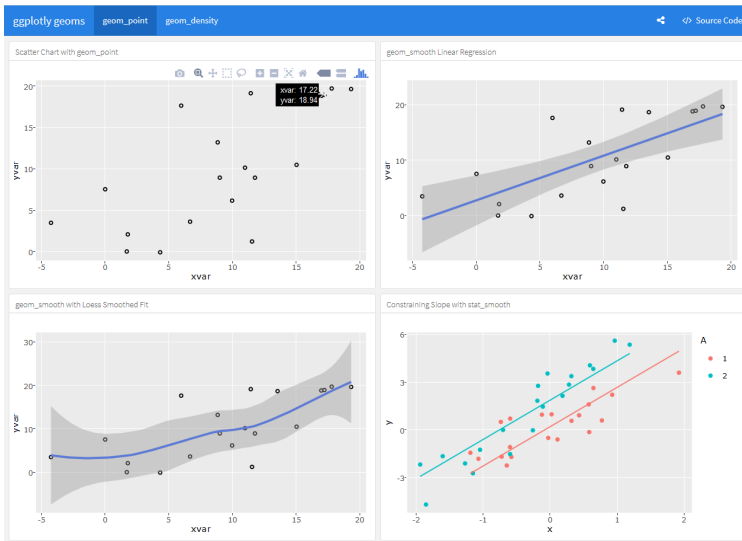 ggplotly geoms geom_point geom_density </> Source Code
Scatter Chart with geom_point
xvar: 17.22
yvar: 18.94
20
15
10
5
0
yvar
-5 0 5 10 15 20
xvar
geom_smooth Linear Regression
20
10
0
yvar
-5 0 5 10 15 20
xvar
geom_smooth with Loess Smoothed Fit
30
20
10
0
yvar
-5 0 5 10 15 20
xvar
Constraining Slope with stat_smooth
6
3
0
-3
y
-2 -1 0 1 2
x
A
1
2